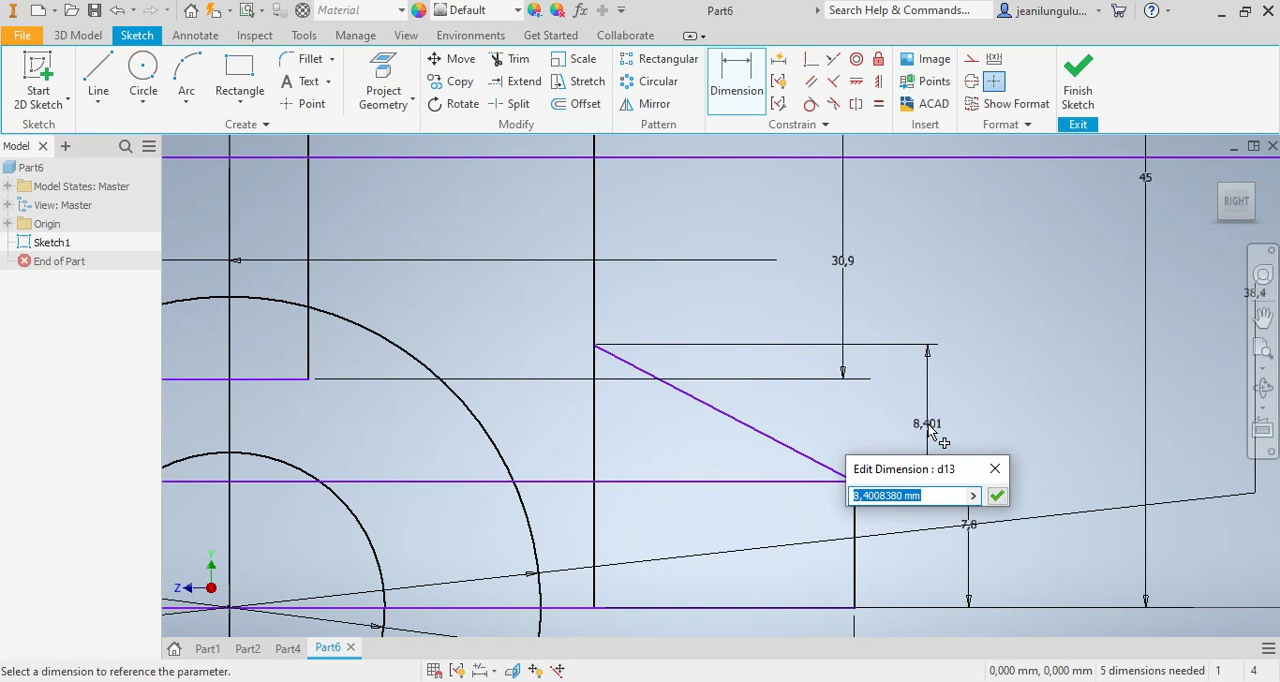 Material Default fx Part6 Search Help & Commands... jeanilungulu...
File 3D Model Sketch Annotate Inspect Tools Manage View Environments Get Started Collaborate
Start 2D Sketch Line Circle Arc Rectangle Fillet Text Point Project Geometry
Move Copy Rotate Trim Extend Split Scale Stretch Offset
Rectangular Circular Mirror Dimension Image Points ACAD Show Format Finish Sketch
Sketch Create Modify Pattern Constrain Insert Format Exit
Model
Part6
Model States: Master
View: Master
Origin
Sketch1
End of Part
45
RIGHT
30,9
38,4
8,401
Edit Dimension : d13
8,4008380 mm
7,8
Y
Z
Part1 Part2 Part4 Part6
Select a dimension to reference the parameter. 0,000 mm, 0,000 mm 5 dimensions needed 1 4